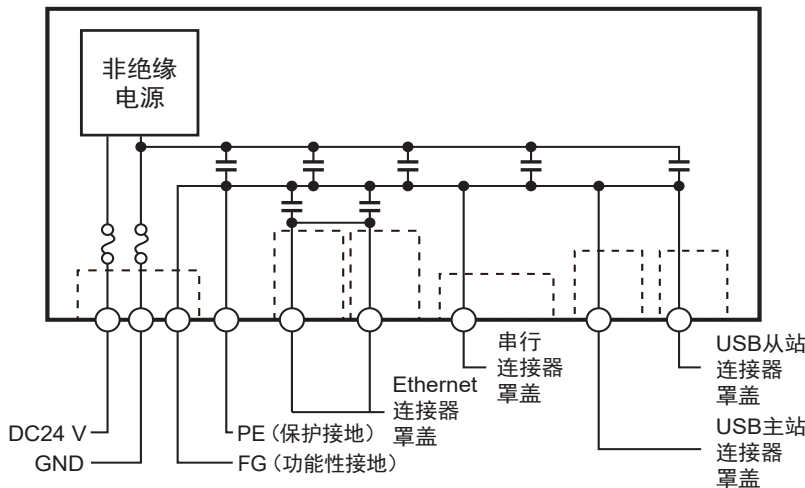 非绝缘
电源
串行
连接器
罩盖
USB从站
连接器
罩盖
Ethernet
连接器
罩盖
DC24 V
PE（保护接地）
USB主站
连接器
罩盖
GND
FG（功能性接地）